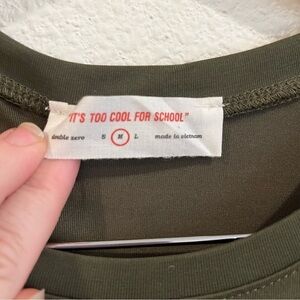 "IT'S TOO COOL FOR SCHOOL"
double zero S M L made in vietnam